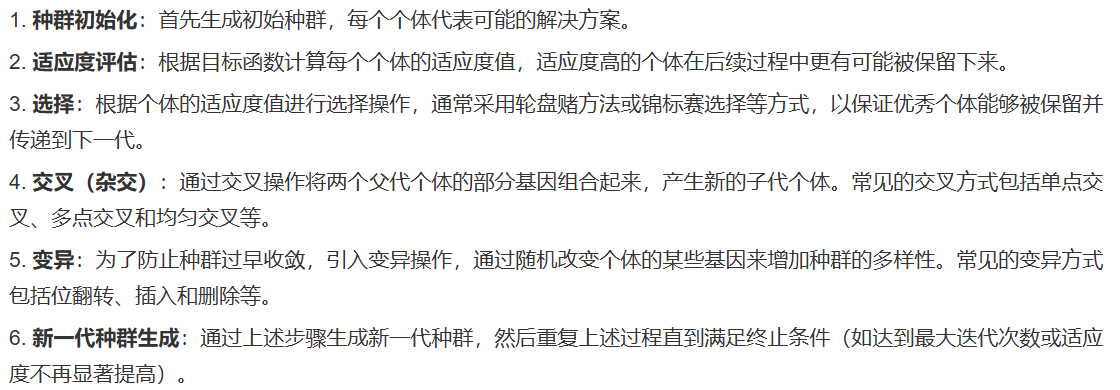 1. 种群初始化：首先生成初始种群，每个个体代表可能的解决方案。
2. 适应度评估：根据目标函数计算每个个体的适应度值，适应度高的个体在后续过程中更有可能被保留下来。
3. 选择：根据个体的适应度值进行选择操作，通常采用轮盘赌方法或锦标赛选择等方式，以保证优秀个体能够被保留并
传递到下一代。
4. 交叉（杂交）：通过交叉操作将两个父代个体的部分基因组合起来，产生新的子代个体。常见的交叉方式包括单点交
叉、多点交叉和均匀交叉等。
5. 变异：为了防止种群过早收敛，引入变异操作，通过随机改变个体的某些基因来增加种群的多样性。常见的变异方式
包括位翻转、插入和删除等。
6. 新一代种群生成：通过上述步骤生成新一代种群，然后重复上述过程直到满足终止条件（如达到最大迭代次数或适应
度不再显著提高）。